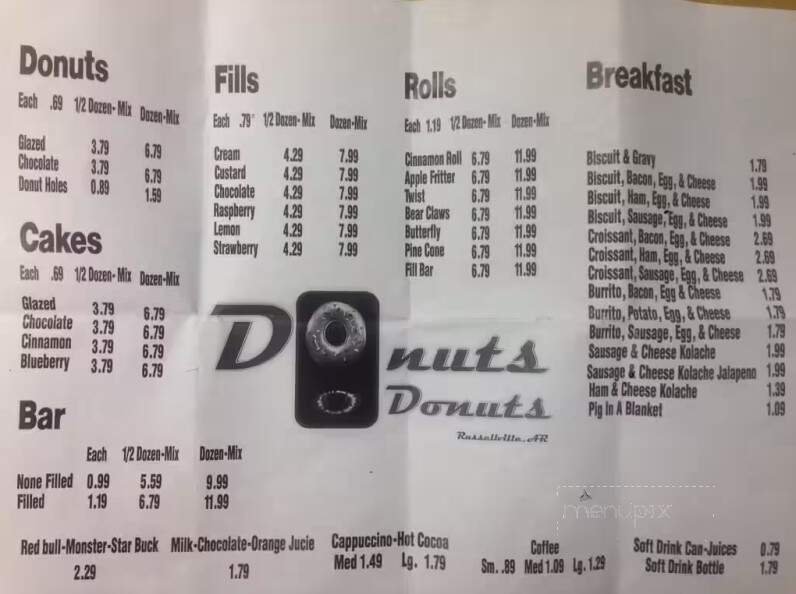 Donuts
Each .69 1/2 Dozen-Mix Dozen-Mix
Glazed 3.79 6.79
Chocolate 3.79 6.79
Donut Holes 0.89 1.59
Cakes
Each .69 1/2 Dozen-Mix Dozen-Mix
Glazed 3.79 6.79
Chocolate 3.79 6.79
Cinnamon 3.79 6.79
Blueberry 3.79 6.79
Bar
Each 1/2 Dozen-Mix Dozen-Mix
None Filled 0.99 5.59 9.99
Filled 1.19 6.79 11.99
Fills
Each .79 1/2 Dozen-Mix Dozen-Mix
Cream 4.29 7.99
Custard 4.29 7.99
Chocolate 4.29 7.99
Raspberry 4.29 7.99
Lemon 4.29 7.99
Strawberry 4.29 7.99
Rolls
Each 1.19 1/2 Dozen-Mix Dozen-Mix
Cinnamon Roll 6.79 11.99
Apple Fritter 6.79 11.99
Twist 6.79 11.99
Bear Claws 6.79 11.99
Butterfly 6.79 11.99
Pine Cone 6.79 11.99
Fill Bar 6.79 11.99
Donuts
Donuts
Russellville, AR
Breakfast
Biscuit & Gravy 1.79
Biscuit, Bacon, Egg, & Cheese 1.99
Biscuit, Ham, Egg, & Cheese 1.99
Biscuit, Sausage, Egg, & Cheese 1.99
Croissant, Bacon, Egg, & Cheese 2.69
Croissant, Ham, Egg, & Cheese 2.69
Croissant, Sausage, Egg, & Cheese 2.69
Burrito, Bacon, Egg & Cheese 1.79
Burrito, Potato, Egg, & Cheese 1.79
Burrito, Sausage, Egg, & Cheese 1.79
Sausage & Cheese Kolache 1.99
Sausage & Cheese Kolache Jalapeno 1.99
Ham & Cheese Kolache 1.39
Pig In A Blanket 1.09
menupix
Red bull-Monster-Star Buck
2.29
Milk-Chocolate-Orange Jucie
1.79
Cappuccino-Hot Cocoa
Med 1.49 Lg. 1.79
Coffee
Sm. .89 Med 1.09 Lg. 1.29
Soft Drink Can-Juices 0.79
Soft Drink Bottle 1.79